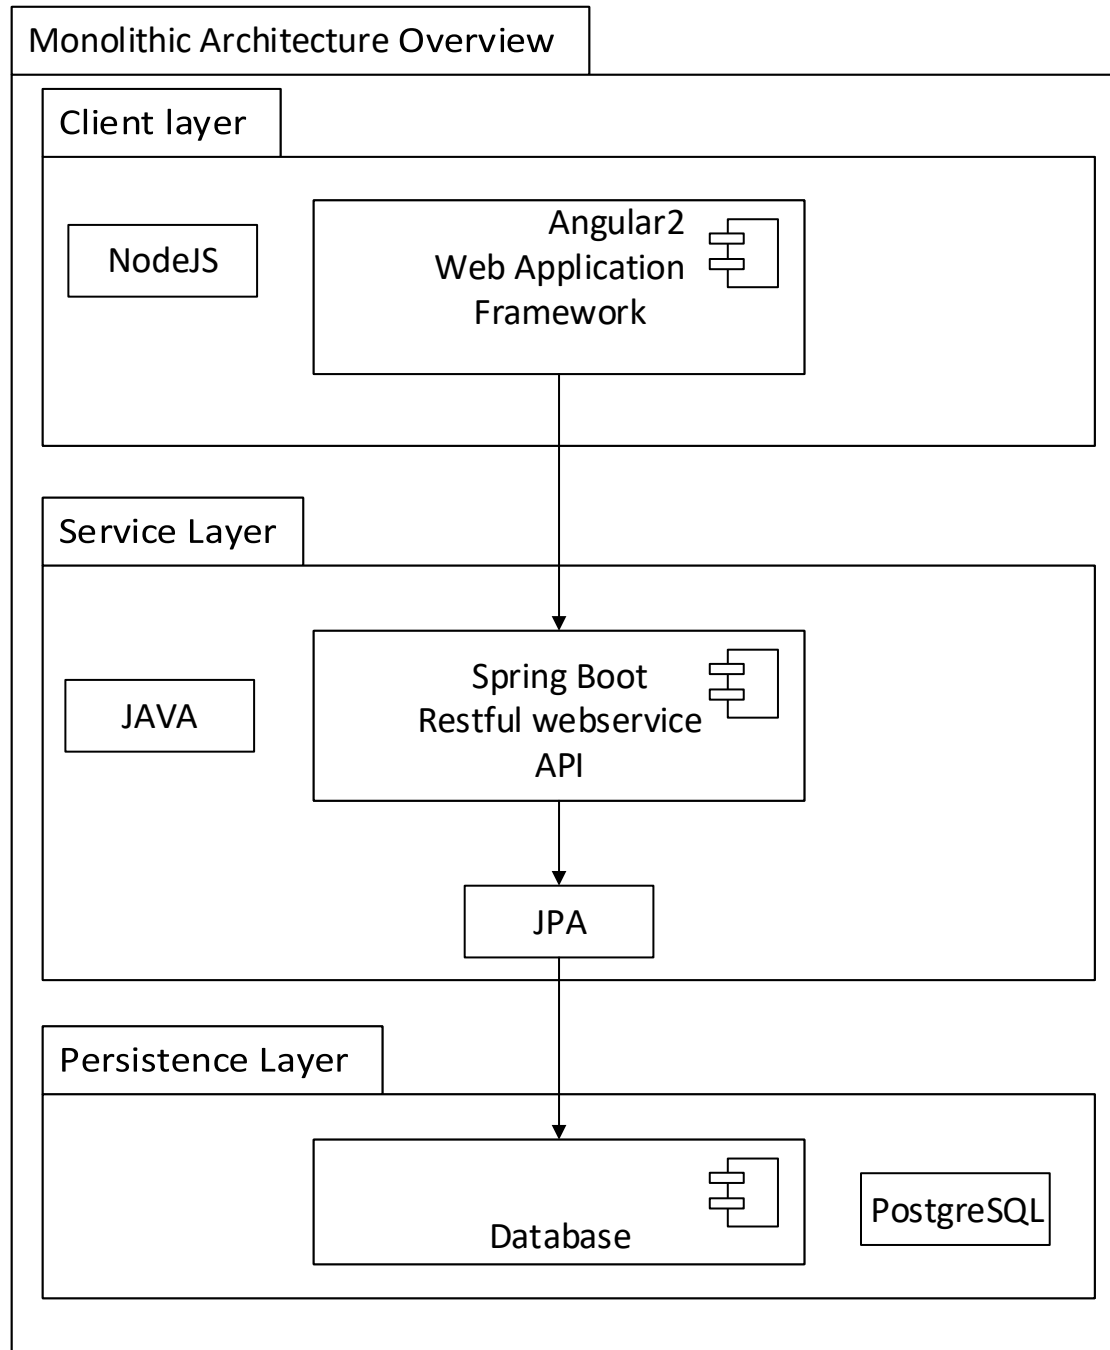 Monolithic Architecture Overview
Client layer
NodeJS
Angular2
Web Application
Framework
Service Layer
JAVA
Spring Boot
Restful webservice
API
JPA
Persistence Layer
Database
PostgreSQL